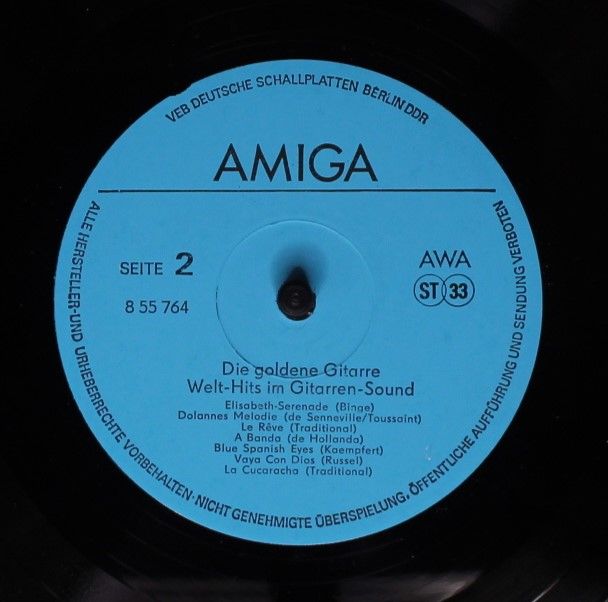 VEB DEUTSCHE SCHALLPLATTEN BERLIN DDR
AMIGA
SEITE 2
8 55 764
AWA
ST 33
Die goldene Gitarre
Welt-Hits im Gitarren-Sound
Elisabeth-Serenade (Binge)
Dolannes Melodie (de Senneville/Toussaint)
Le Rêve (Traditional)
A Banda (de Hollanda)
Blue Spanish Eyes (Kaempfert)
Vaya Con Dios (Russel)
La Cucaracha (Traditional)
ALLE HERSTELLER-UND URHEBERRECHTE VORBEHALTEN·NICHT GENEHMIGTE ÜBERSPIELUNG, ÖFFENTLICHE AUFFÜHRUNG UND SENDUNG VERBOTEN